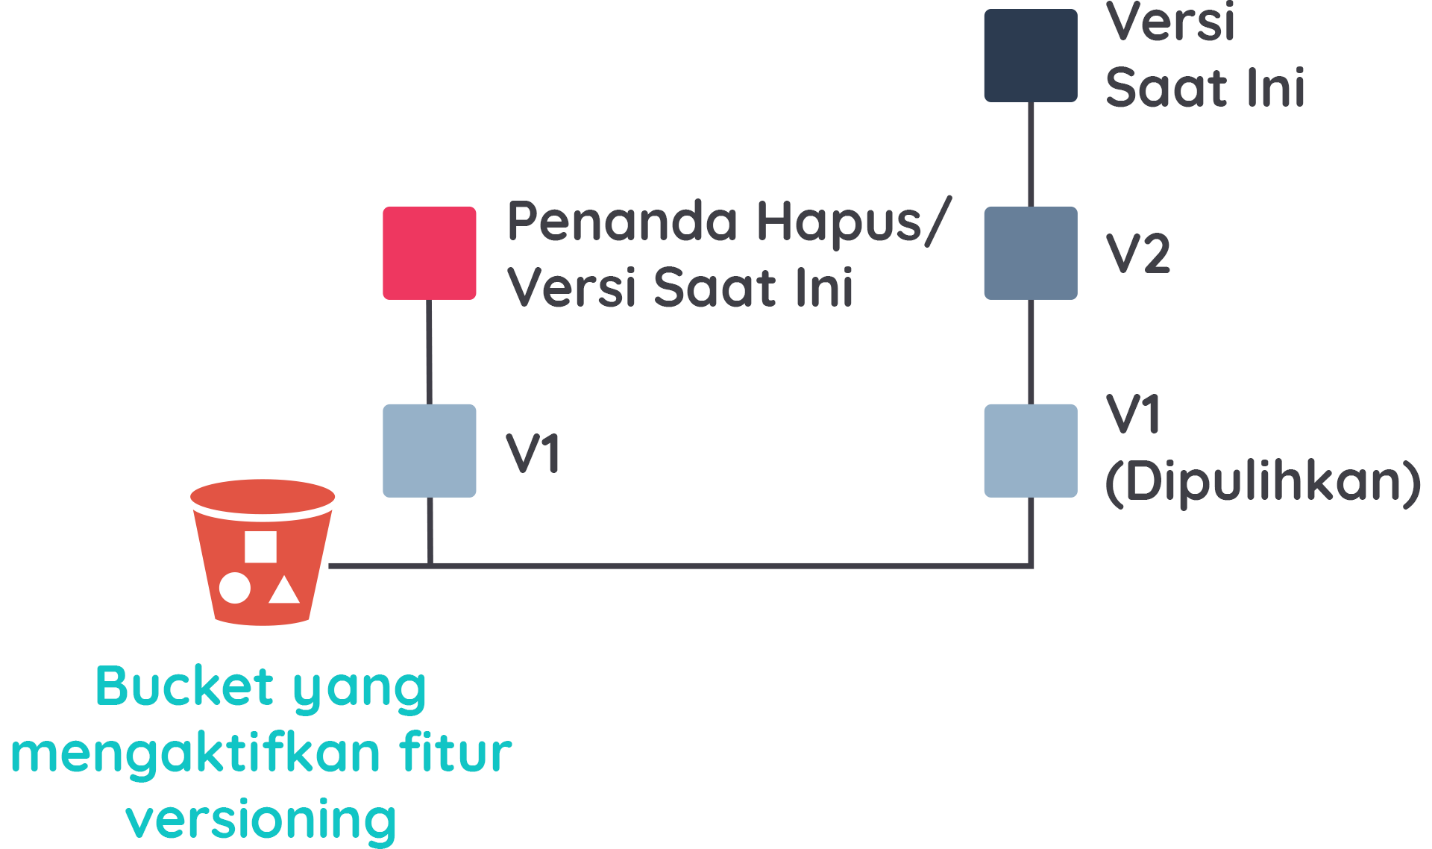 Versi
Saat Ini
Penanda Hapus/
Versi Saat Ini
V2
V1
V1
(Dipulihkan)
Bucket yang
mengaktifkan fitur
versioning